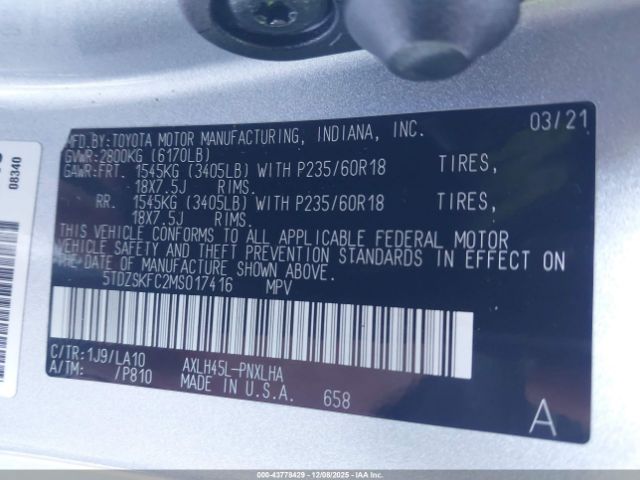 MFD.BY:TOYOTA MOTOR MANUFACTURING, INDIANA, INC. 03/21
GVWR:2800KG (6170LB)
GAWR:FRT. 1545KG (3405LB) WITH P235/60R18 TIRES,
18X7.5J RIMS.
RR. 1545KG (3405LB) WITH P235/60R18 TIRES,
18X7.5J RIMS.
THIS VEHICLE CONFORMS TO ALL APPLICABLE FEDERAL MOTOR
VEHICLE SAFETY AND THEFT PREVENTION STANDARDS IN EFFECT ON
THE DATE OF MANUFACTURE SHOWN ABOVE.
5TDZSKFC2MS017416 MPV
C/TR:1J9/LA10 AXLH45L-PNXLHA
A/TM: /P810 MADE IN U.S.A. 658 A
08340
000-43778429 - 12/08/2025 - IAAI.CA